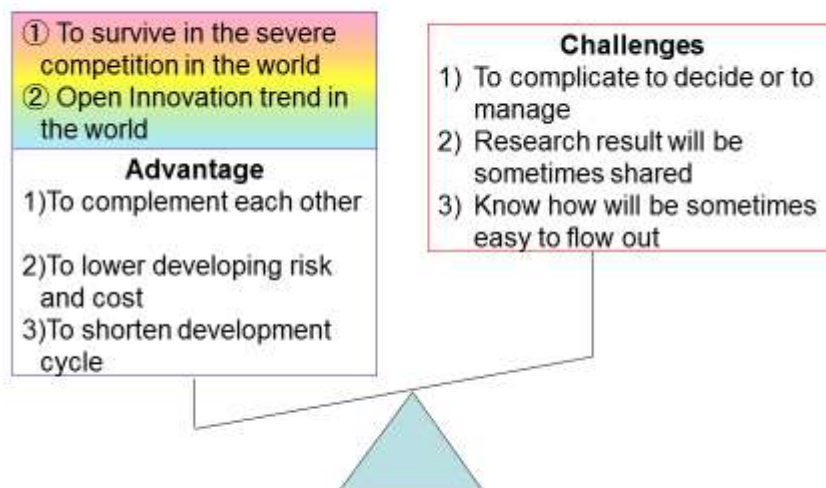 ① To survive in the severe
competition in the world
② Open Innovation trend in
the world
Advantage
1)To complement each other
2)To lower developing risk
and cost
3)To shorten development
cycle
Challenges
1) To complicate to decide or to
manage
2) Research result will be
sometimes shared
3) Know how will be sometimes
easy to flow out